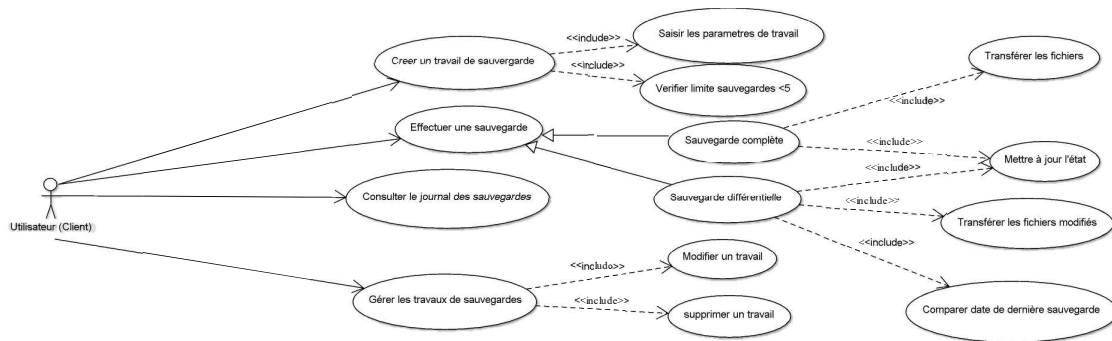 <<indude>>
Saisir les parametres de travail
Creer un travail de sauvergarde
<<include>>
Verifier limite sauvegardes <5
Transférer les fichiers
<<include>>
Effectuer une sauvegarde
Sauvegarde complète
<<include>>
Mettre à jour l'état
<<include>>
Consulter le journal des sauvegardes
Sauvegarde différentielle
<<include>>
Transférer les fichiers modifiés
Utilisateur (Client)
<<include>>
Modifier un travail
<<includo>>
Gérer les travaux de sauvegardes
<<include>>
supprimer un travail
Comparer date de dernière sauvegarde